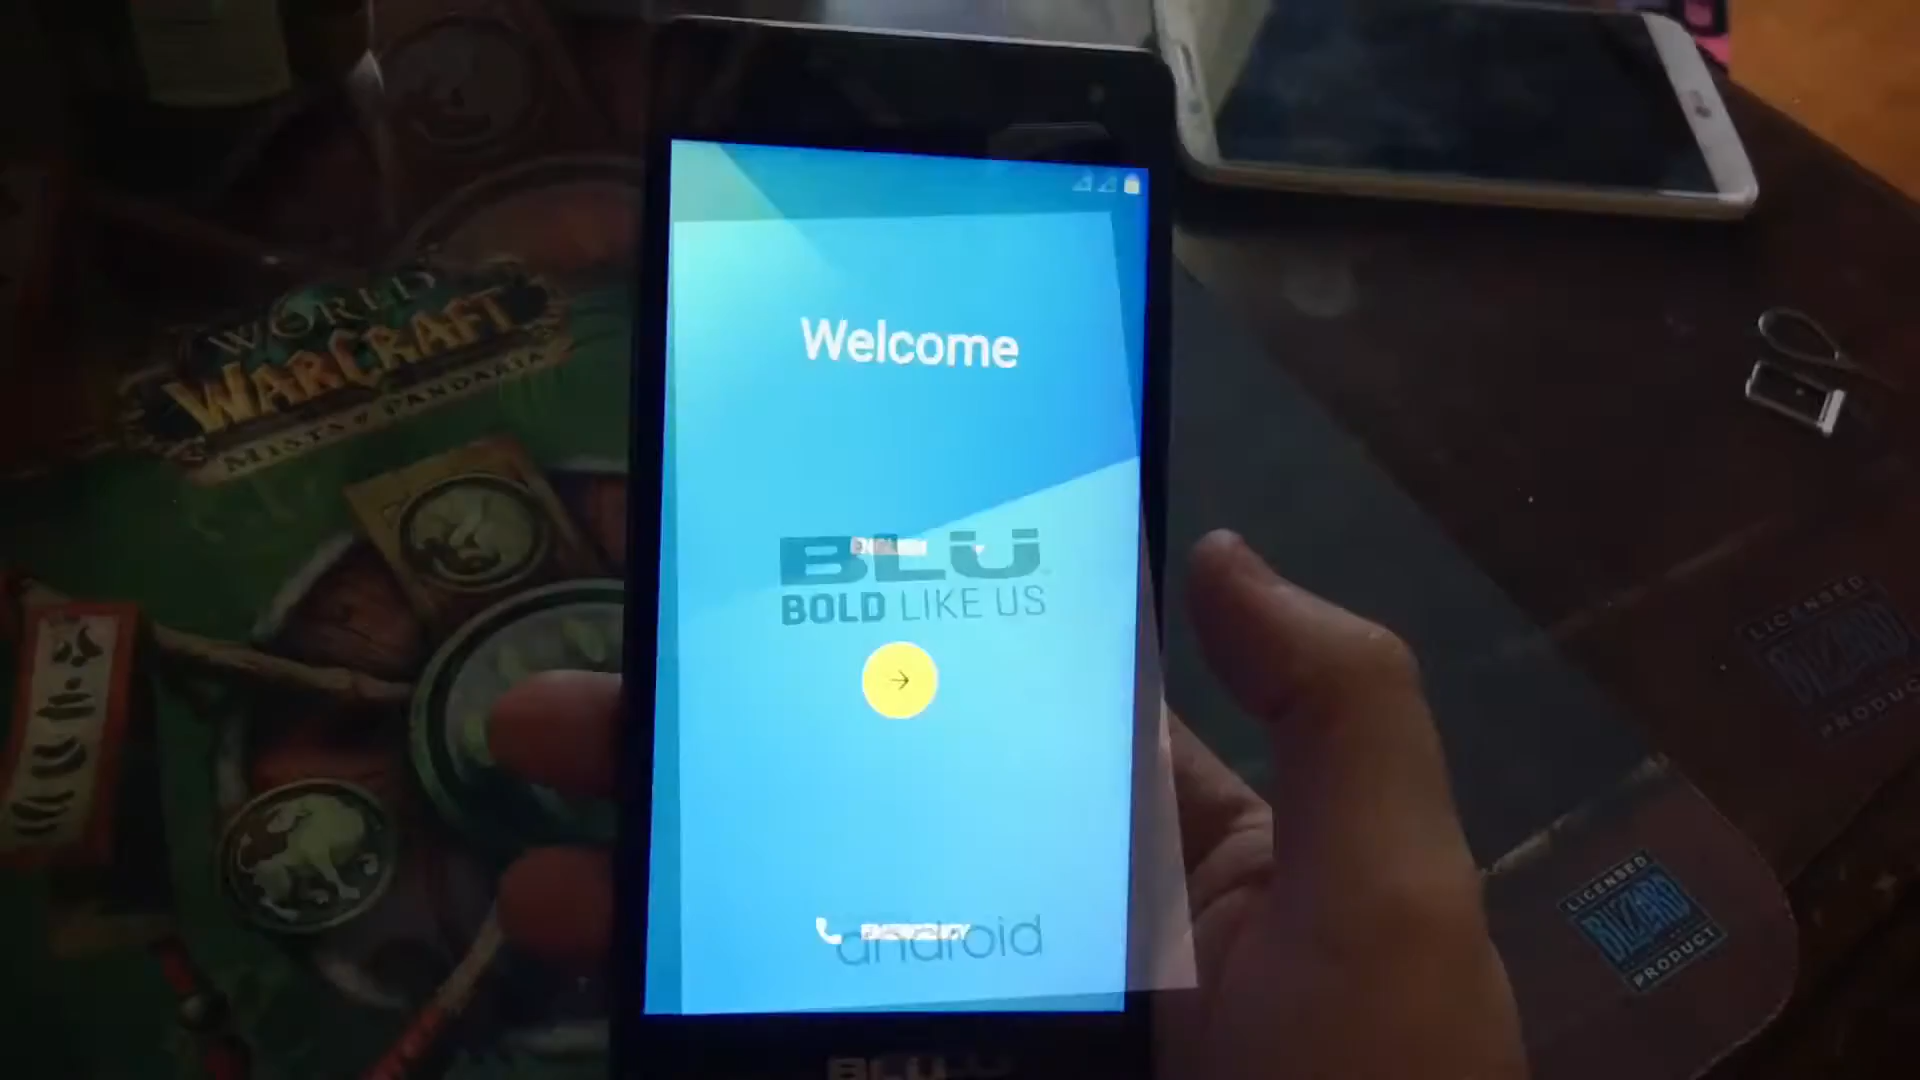 WORLD
WARCRAFT
MISTS of PANDARIA
Welcome
BLU
BOLD LIKE US
android
BLU
LICENSED
BLIZZARD
PRODUCT
LICENSED
BLIZZARD
PRODUCT